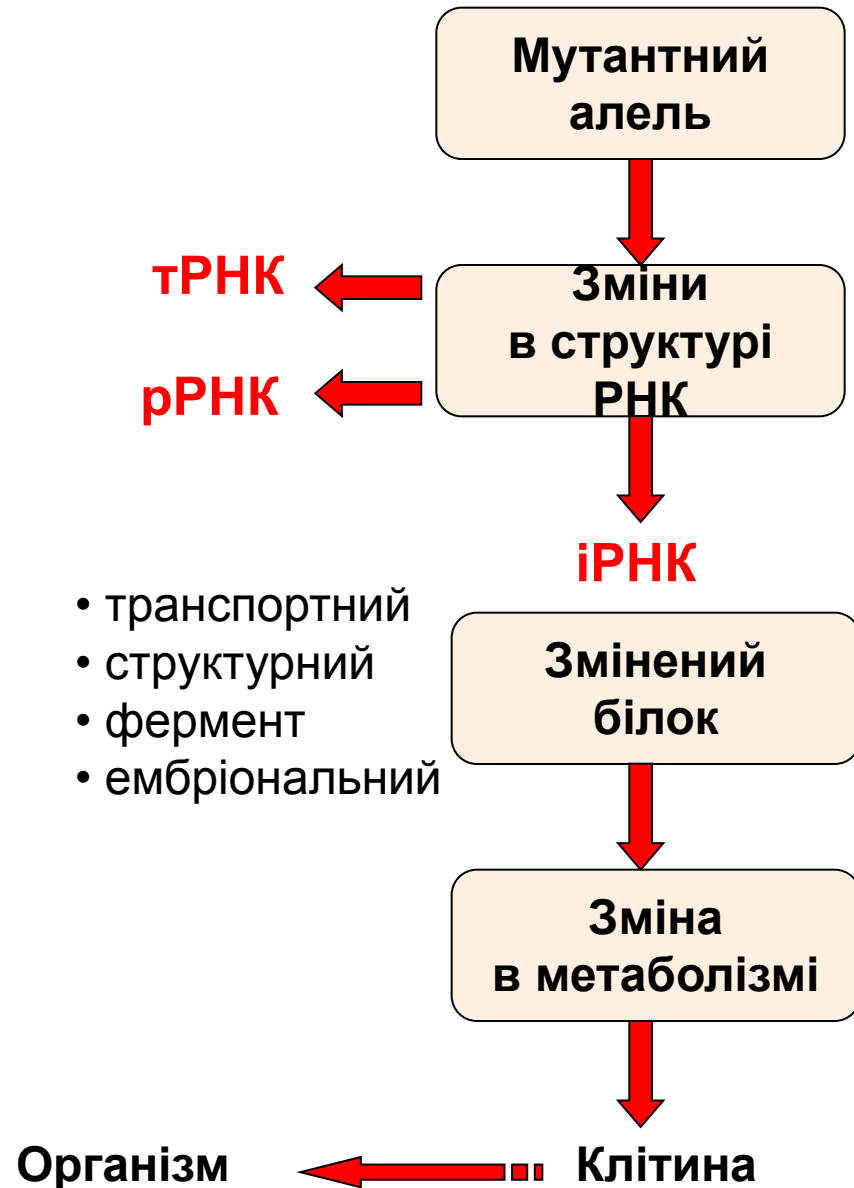 Мутантний
алель
тРНК
Зміни
в структурі
РНК
рРНК
іРНК
• транспортний
• структурний
• фермент
• ембріональний
Змінений
білок
Зміна
в метаболізмі
Організм
Клітина